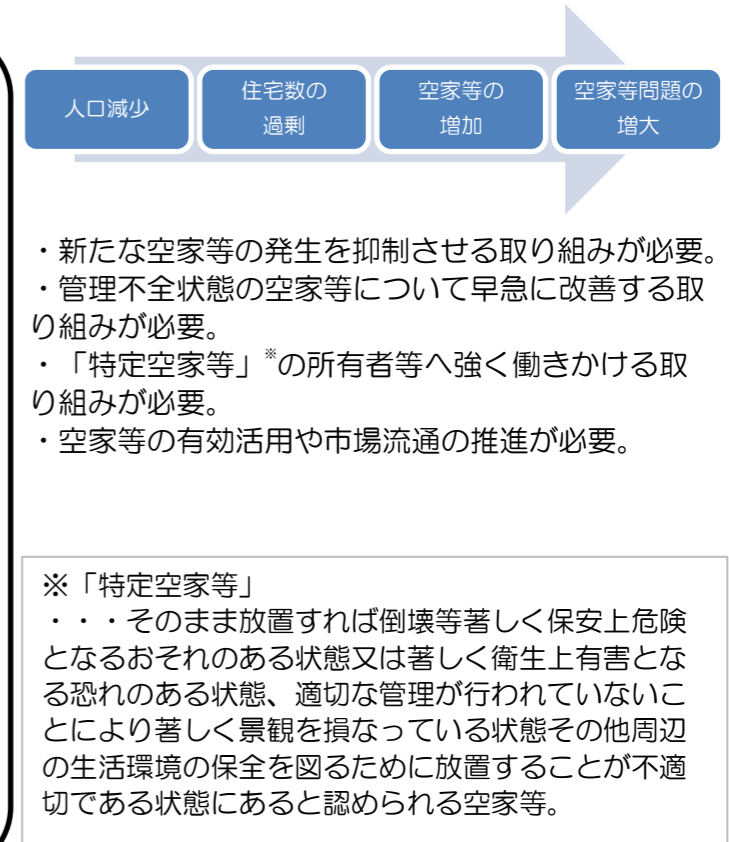 人口減少
住宅数の
過剰
空家等の
増加
空家等問題の
増大
・新たな空家等の発生を抑制させる取り組みが必要。
・管理不全状態の空家等について早急に改善する取
り組みが必要。
・「特定空家等」※の所有者等へ強く働きかける取
り組みが必要。
・空家等の有効活用や市場流通の推進が必要。
※「特定空家等」
・・・そのまま放置すれば倒壊等著しく保安上危険
となるおそれのある状態又は著しく衛生上有害とな
る恐れのある状態、適切な管理が行われていないこ
とにより著しく景観を損なっている状態その他周辺
の生活環境の保全を図るために放置することが不適
切である状態にあると認められる空家等。